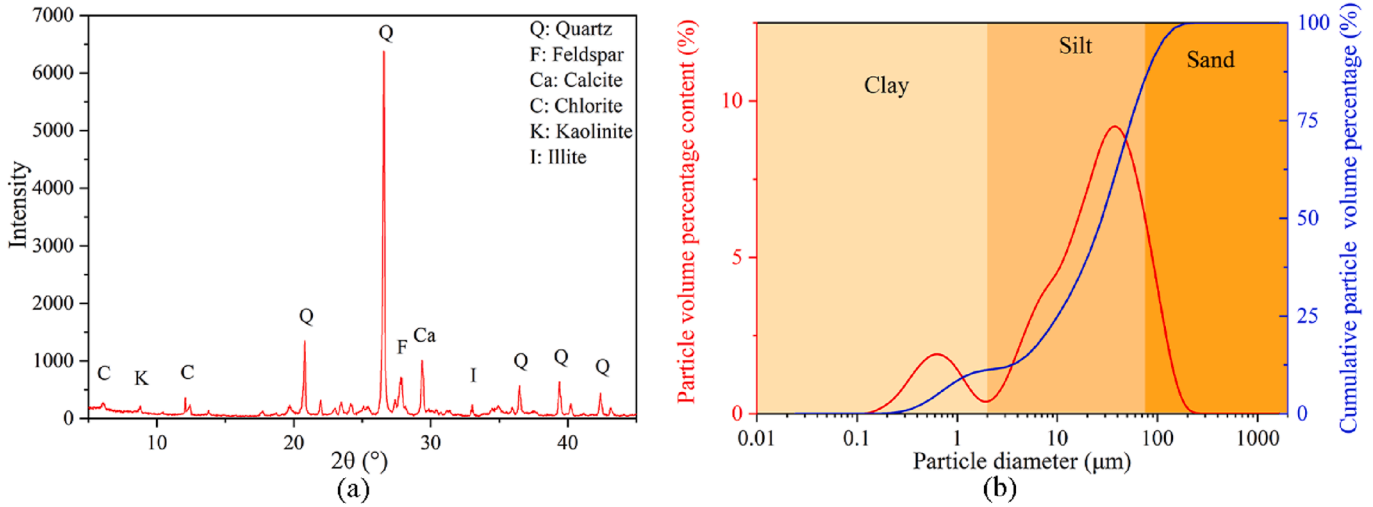 7000
6000
5000
4000
3000
2000
1000
0
Intensity
10
20
30
40
2θ (°)
Q: Quartz
F: Feldspar
Ca: Calcite
C: Chlorite
K: Kaolinite
I: Illite
C
K
C
Q
Q
F
Ca
I
Q
Q
Q
(a)
Particle volume percentage content (%)
10
5
0
Clay
Silt
Sand
0.01
0.1
1
10
100
1000
Particle diameter (μm)
100
75
50
25
0
Cumulative particle volume percentage (%)
(b)